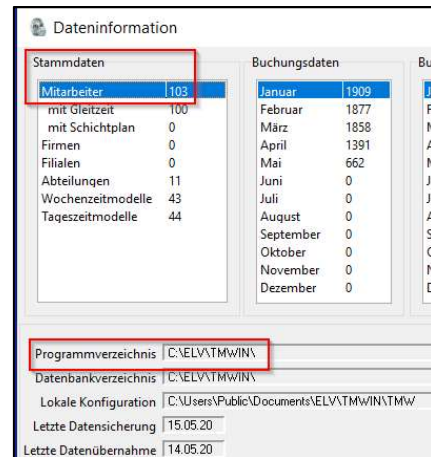 Dateninformation
Stammdaten
Mitarbeiter 103
mit Gleitzeit 100
mit Schichtplan 0
Firmen 0
Filialen 0
Abteilungen 11
Wochenzeitmodelle 43
Tageszeitmodelle 44
Buchungsdaten
Januar 1909
Februar 1877
März 1858
April 1391
Mai 662
Juni 0
Juli 0
August 0
September 0
Oktober 0
November 0
Dezember 0
Bu
Programmverzeichnis C:\ELV\TMWIN\
Datenbankverzeichnis C:\ELV\TMWIN\
Lokale Konfiguration C:\Users\Public\Documents\ELV\TMWIN\TMW
Letzte Datensicherung 15.05.20
Letzte Datenübernahme 14.05.20